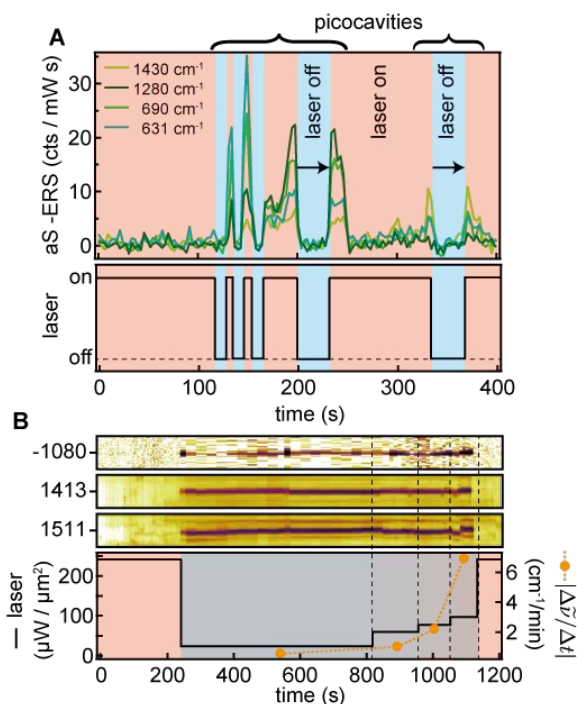 picocavities
A
aS -ERS (cts / mW s)
30
20
10
0
1430 cm⁻¹
1280 cm⁻¹
690 cm⁻¹
631 cm⁻¹
laser off
laser on
laser off
laser
on
off
0 100 200 300 400
time (s)
B
-1080
1413
1511
— laser
(μW / μm²)
200
100
0
6
4
2
(cm⁻¹/min)
|Δṽ/Δt|
0 200 400 600 800 1000 1200
time (s)